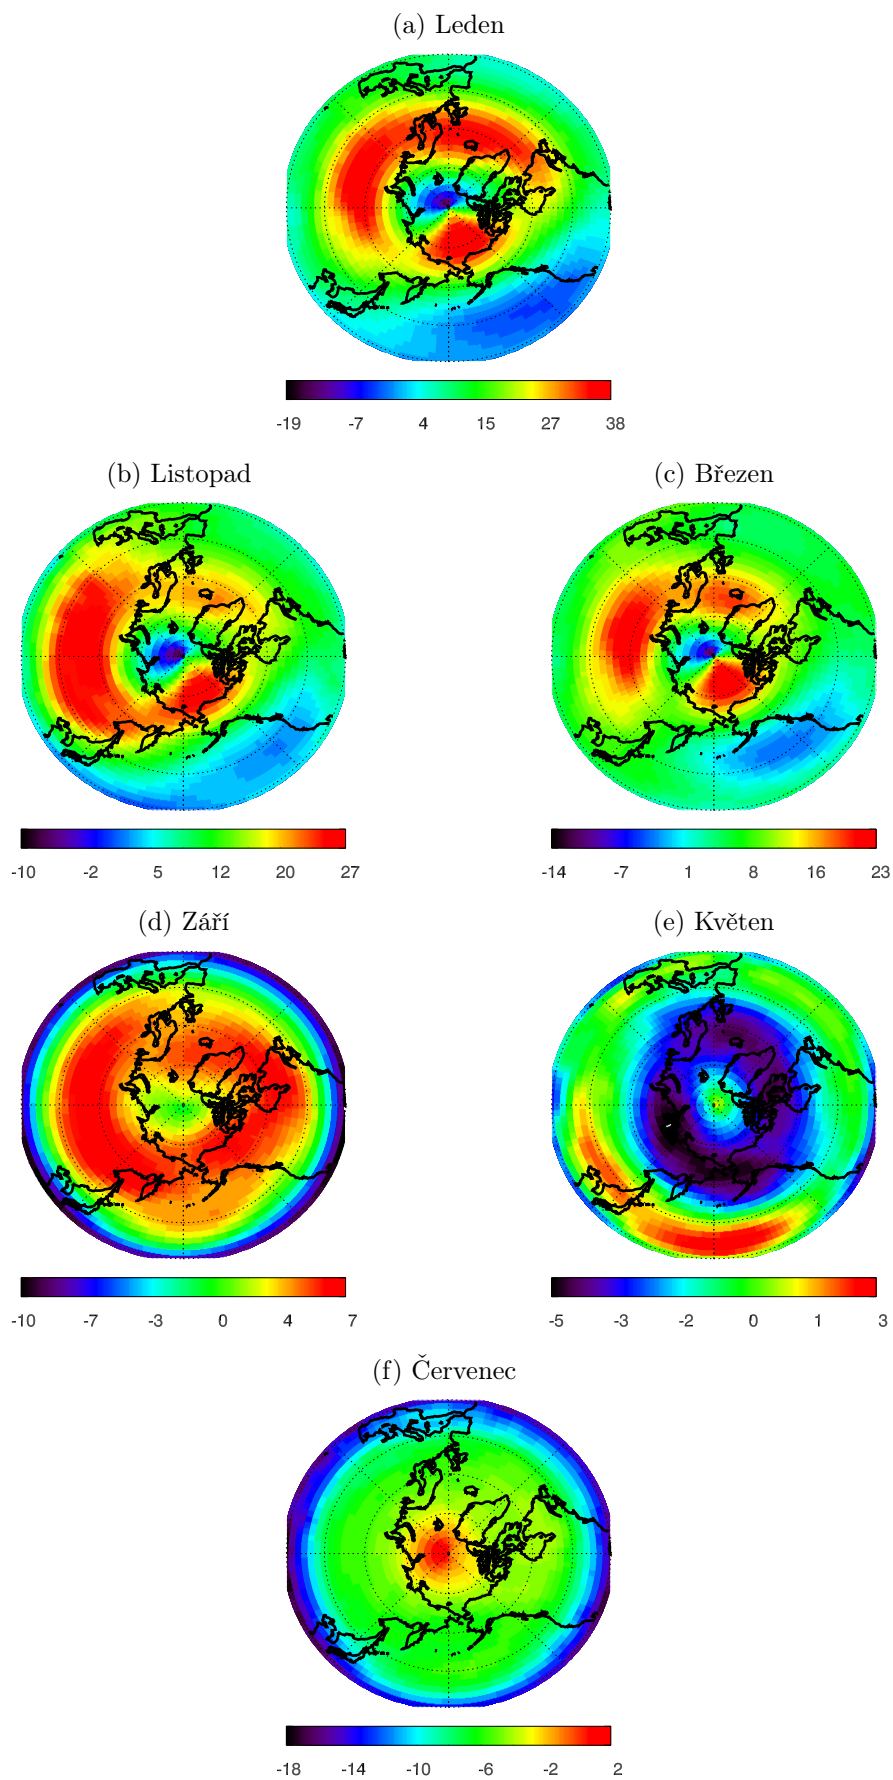 (a) Leden
-19 -7 4 15 27 38
(b) Listopad
(c) Březen
-10 -2 5 12 20 27
-14 -7 1 8 16 23
(d) Září
(e) Květen
-10 -7 -3 0 4 7
-5 -3 -2 0 1 3
(f) Červenec
-18 -14 -10 -6 -2 2